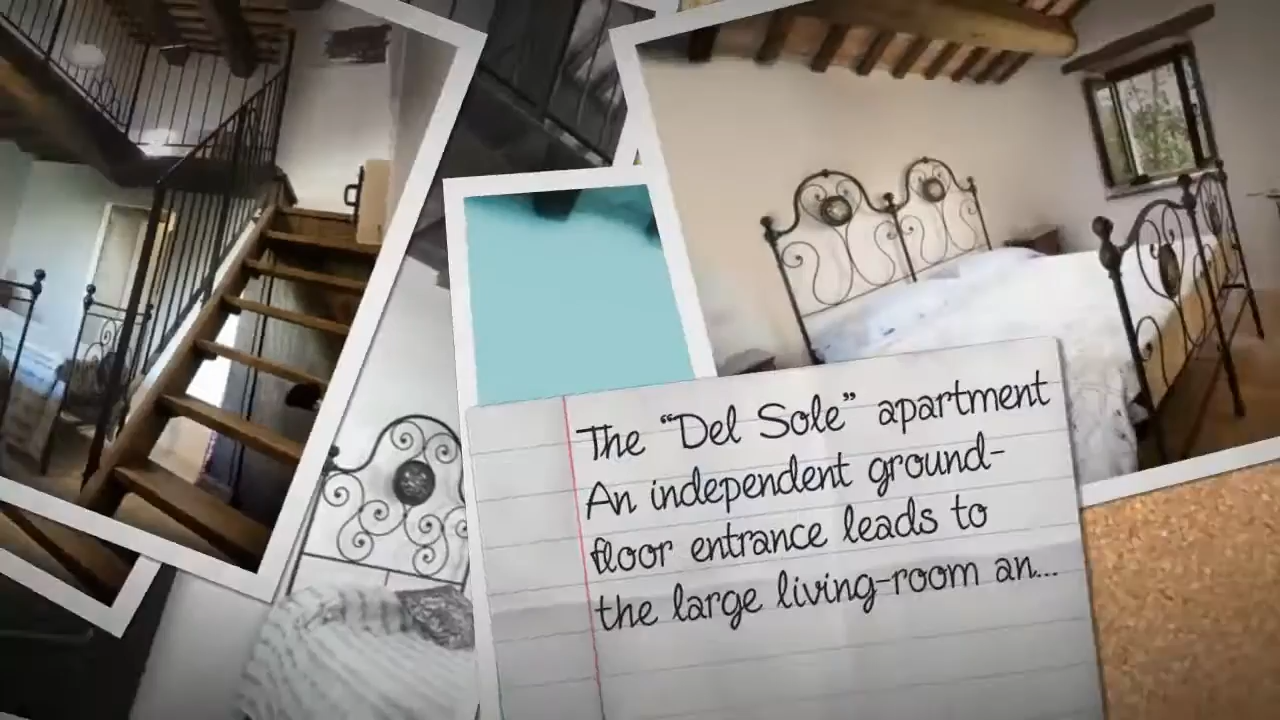 The “Del Sole” apartment
An independent ground-
floor entrance leads to
the large living-room an...